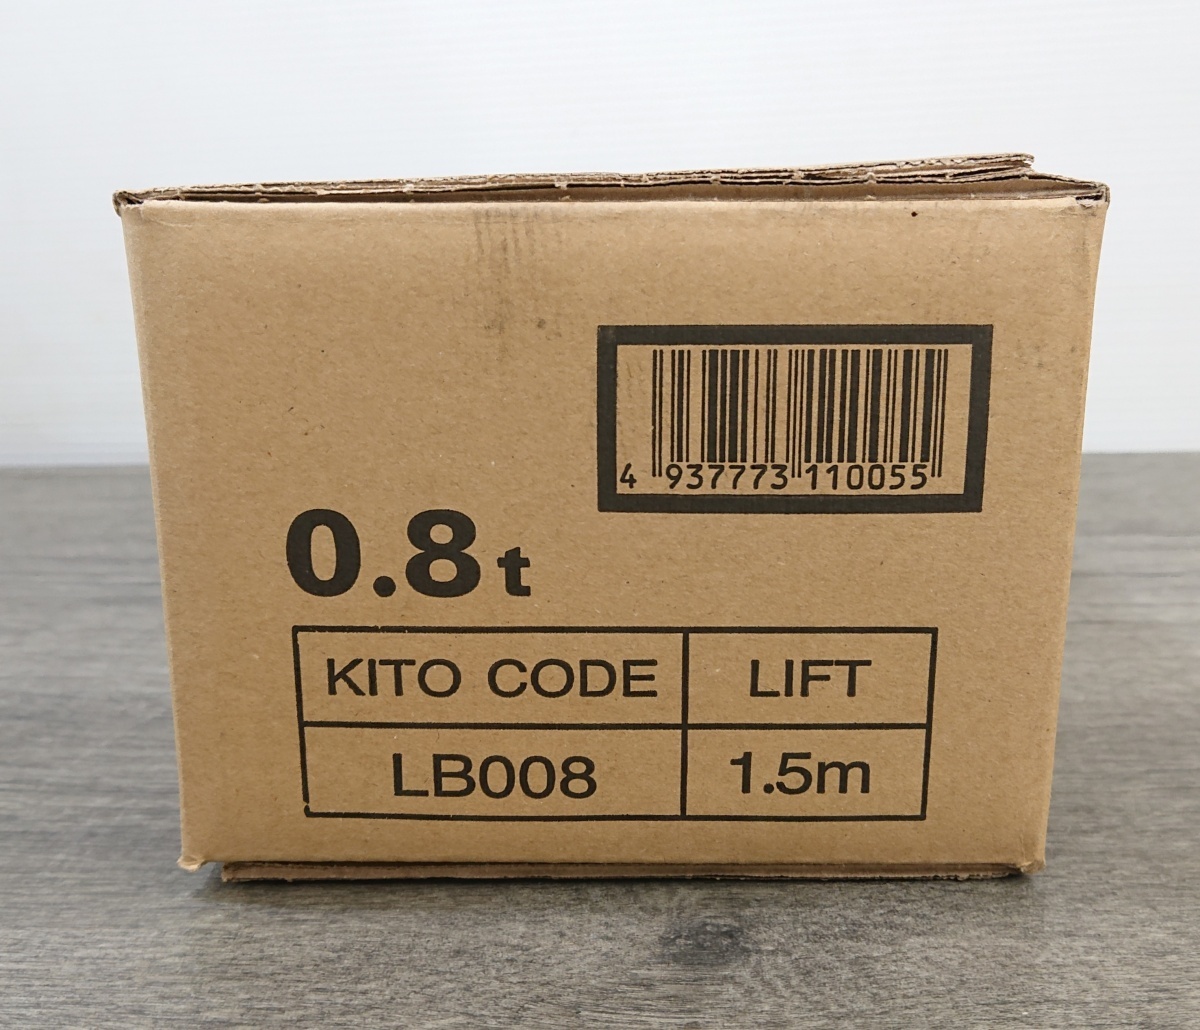 4 937773 110055
0.8t
KITO CODE LIFT
LB008 1.5m